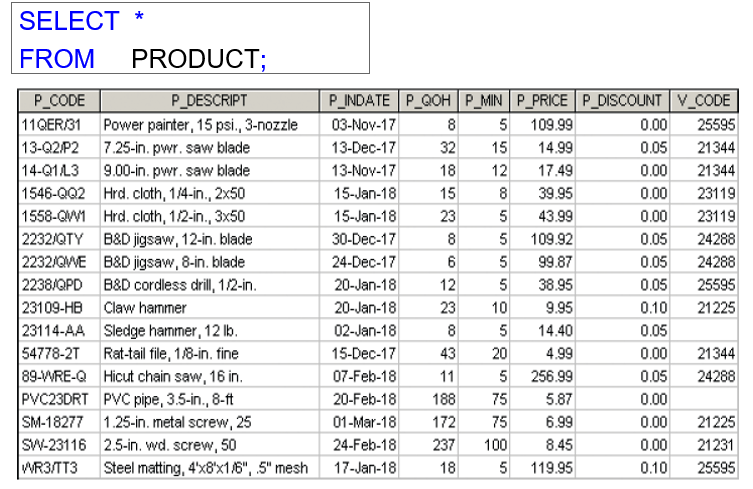 SELECT *
FROM PRODUCT;
P_CODE P_DESCRIPT P_INDATE P_QOH P_MIN P_PRICE P_DISCOUNT V_CODE
11QER/31 Power painter, 15 psi., 3-nozzle 03-Nov-17 8 5 109.99 0.00 25595
13-Q2/P2 7.25-in. pwr. saw blade 13-Dec-17 32 15 14.99 0.05 21344
14-Q1/L3 9.00-in. pwr. saw blade 13-Nov-17 18 12 17.49 0.00 21344
1546-QQ2 Hrd. cloth, 1/4-in., 2x50 15-Jan-18 15 8 39.95 0.00 23119
1558-QW1 Hrd. cloth, 1/2-in., 3x50 15-Jan-18 23 5 43.99 0.00 23119
2232/QTY B&D jigsaw, 12-in. blade 30-Dec-17 8 5 109.92 0.05 24288
2232/QWE B&D jigsaw, 8-in. blade 24-Dec-17 6 5 99.87 0.05 24288
2238/QPD B&D cordless drill, 1/2-in. 20-Jan-18 12 5 38.95 0.05 25595
23109-HB Claw hammer 20-Jan-18 23 10 9.95 0.10 21225
23114-AA Sledge hammer, 12 lb. 02-Jan-18 8 5 14.40 0.05
54778-2T Rat-tail file, 1/8-in. fine 15-Dec-17 43 20 4.99 0.00 21344
89-WRE-Q Hicut chain saw, 16 in. 07-Feb-18 11 5 256.99 0.05 24288
PVC23DRT PVC pipe, 3.5-in., 8-ft 20-Feb-18 188 75 5.87 0.00
SM-18277 1.25-in. metal screw, 25 01-Mar-18 172 75 6.99 0.00 21225
SW-23116 2.5-in. wd. screw, 50 24-Feb-18 237 100 8.45 0.00 21231
WR3/TT3 Steel matting, 4'x8'x1/6", .5" mesh 17-Jan-18 18 5 119.95 0.10 25595